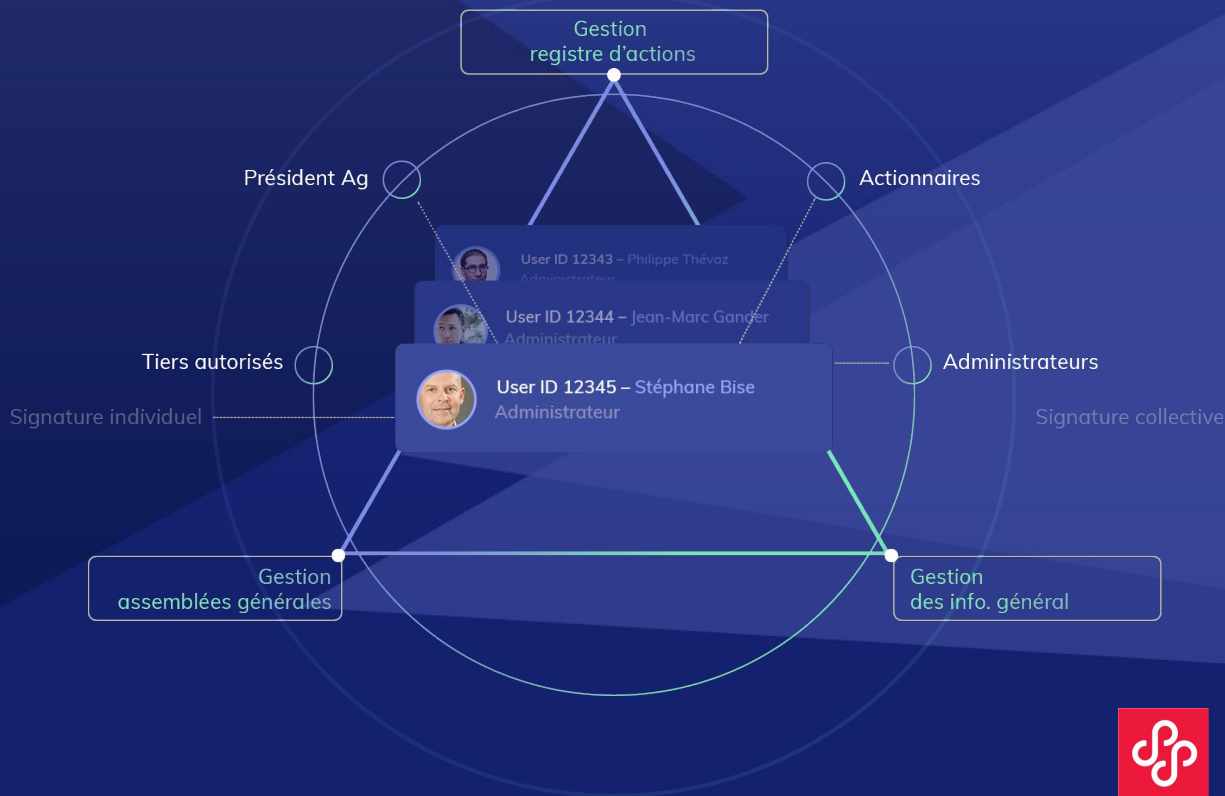 Gestion
registre d'actions
Président Ag
Actionnaires
User ID 12343 – Philippe Thévoz
Administrateur
User ID 12344 – Jean-Marc Gander
Administrateur
Tiers autorisés
Administrateurs
User ID 12345 – Stéphane Bise
Administrateur
Signature individuel
Signature collective
Gestion
assemblées générales
Gestion
des info. général